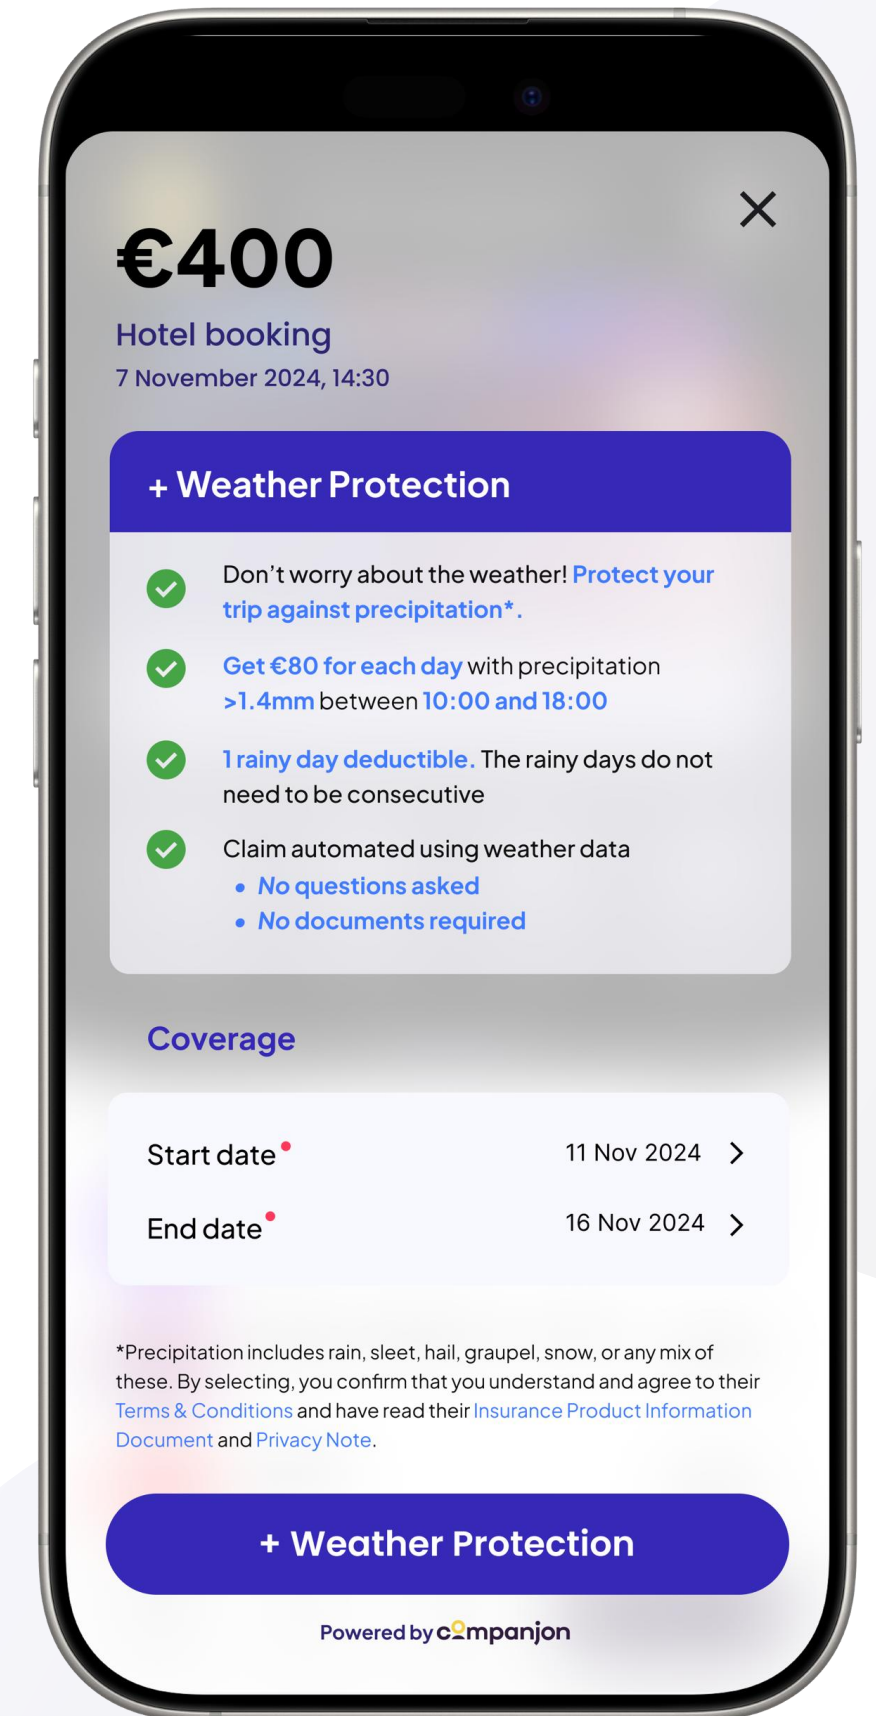 €400
Hotel booking
7 November 2024, 14:30
+ Weather Protection
Don't worry about the weather! Protect your
trip against precipitation*.
Get €80 for each day with precipitation
>1.4mm between 10:00 and 18:00
1 rainy day deductible. The rainy days do not
need to be consecutive
Claim automated using weather data
• No questions asked
• No documents required
Coverage
Start date 11 Nov 2024
End date 16 Nov 2024
*Precipitation includes rain, sleet, hail, graupel, snow, or any mix of
these. By selecting, you confirm that you understand and agree to their
Terms & Conditions and have read their Insurance Product Information
Document and Privacy Note.
+ Weather Protection
Powered by companjon